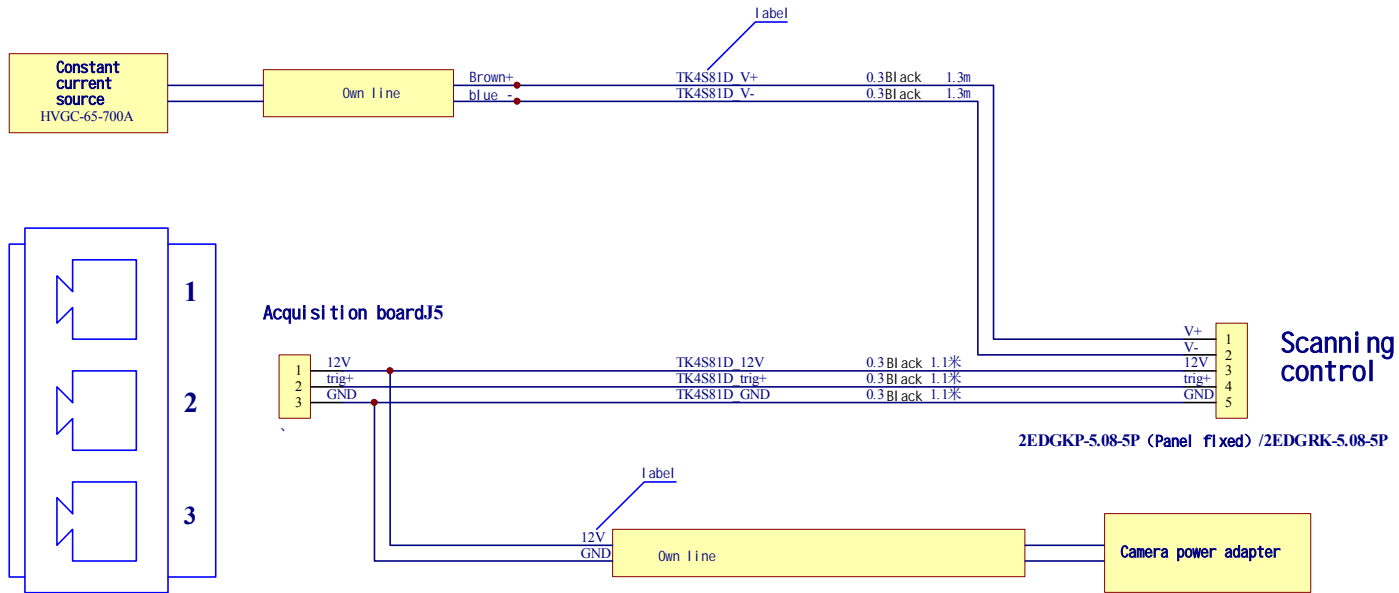 label
Constant
current
source
HVGC-65-700A
Own line
Brown+
blue -
TK4S81D_V+ 0.3Black 1.3m
TK4S81D_V- 0.3Black 1.3m
1
2
3
Acquisition boardJ5
1 12V TK4S81D_12V 0.3Black 1.1米
2 trig+ TK4S81D_trig+ 0.3Black 1.1米
3 GND TK4S81D_GND 0.3Black 1.1米
V+ 1
V- 2
12V 3
trig+ 4
GND 5
Scanning
control
2EDGKP-5.08-5P (Panel fixed) /2EDGRK-5.08-5P
label
12V
GND
Own line
Camera power adapter